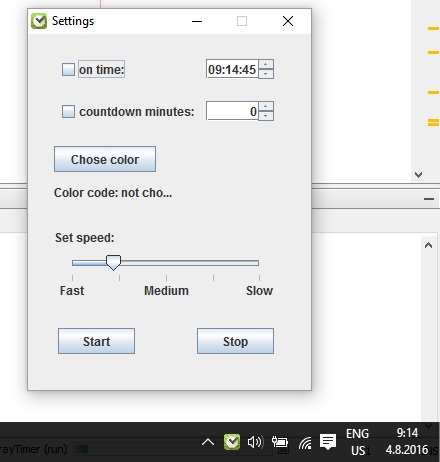 Settings
on time:
09:14:45
countdown minutes:
0
Chose color
Color code: not cho...
Set speed:
Fast Medium Slow
Start Stop
ENG 9:14
US 4.8.2016
rayTimer (run)